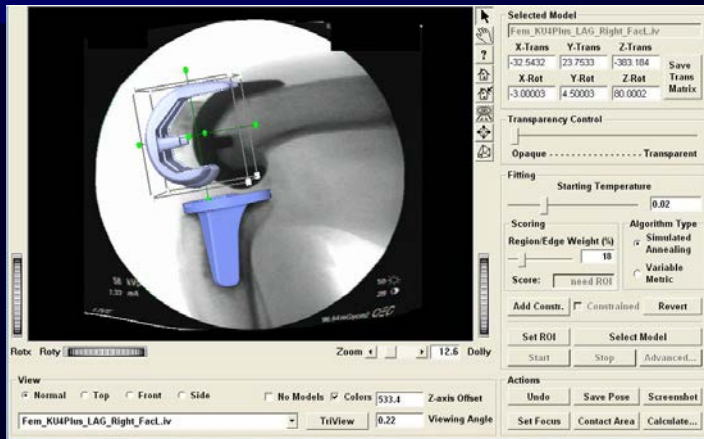 Selected Model
Fem_KU4Plus_LAG_Right_FacL.iv
X-Trans Y-Trans Z-Trans
-32.5432 23.7533 -383.184
Save Trans Matrix
X-Rot Y-Rot Z-Rot
-3.00003 4.50003 80.0002
Transparency Control
Opaque - - - - - - - - - - - - - - - - - Transparent
Fitting
Starting Temperature
0.02
Scoring
Region/Edge Weight (%)
18
Score: need ROI
Algorithm Type
Simulated Annealing
Variable Metric
Add Constr. Constrained Revert
Set ROI Select Model
Start Stop Advanced...
?
58 kVp
OEC
Rotx Roty Zoom 12.6 Dolly
View
Normal Top Front Side No Models Colors 533.4 Z-axis Offset
Fem_KU4Plus_LAG_Right_FacL.iv TriView 0.22 Viewing Angle
Actions
Undo Save Pose Screenshot
Set Focus Contact Area Calculate...